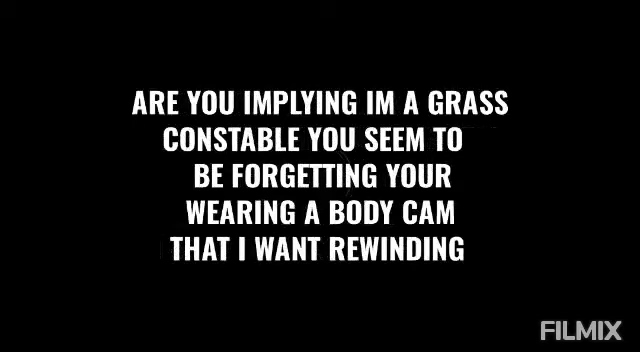 ARE YOU IMPLYING IM A GRASS
CONSTABLE YOU SEEM TO
BE FORGETTING YOUR
WEARING A BODY CAM
THAT I WANT REWINDING
FILMIX